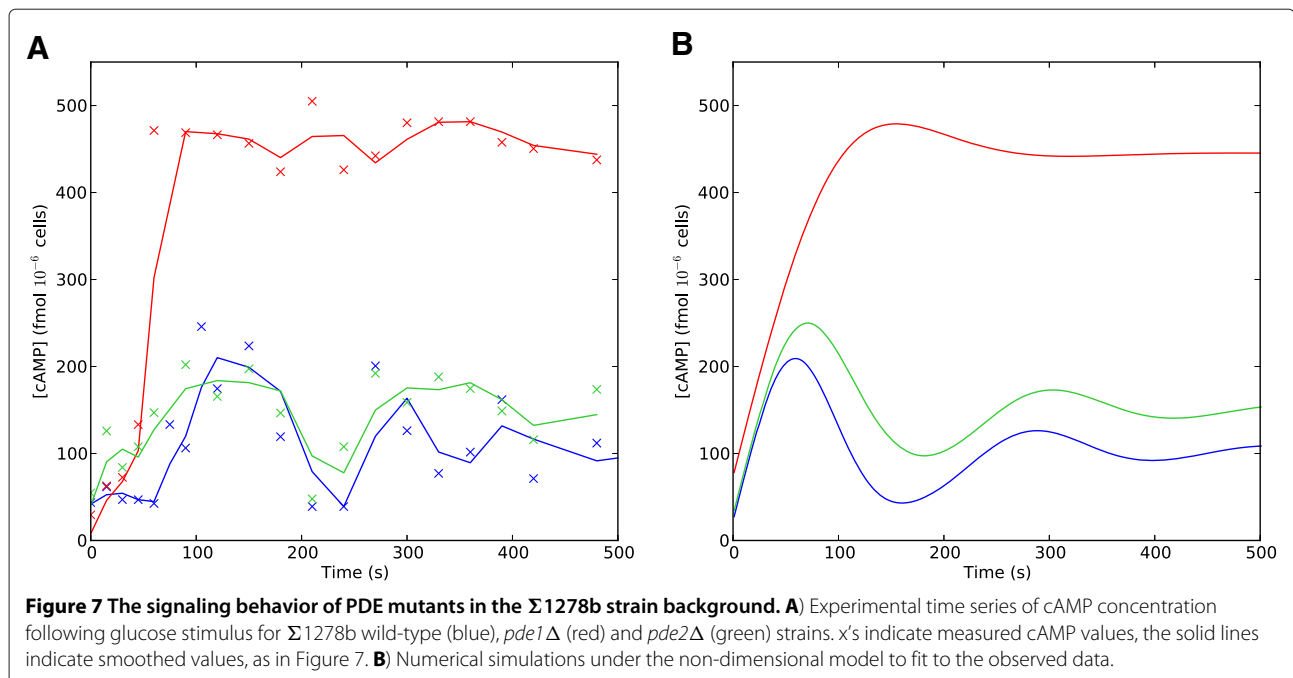 A
B
500
400
300
200
100
0
[cAMP] (fmol 10⁻⁶ cells)
0 100 200 300 400 500
Time (s)
500
400
300
200
100
0
[cAMP] (fmol 10⁻⁶ cells)
0 100 200 300 400 500
Time (s)
Figure 7 The signaling behavior of PDE mutants in the Σ1278b strain background. A) Experimental time series of cAMP concentration
following glucose stimulus for Σ1278b wild-type (blue), pde1Δ (red) and pde2Δ (green) strains. x's indicate measured cAMP values, the solid lines
indicate smoothed values, as in Figure 7. B) Numerical simulations under the non-dimensional model to fit to the observed data.